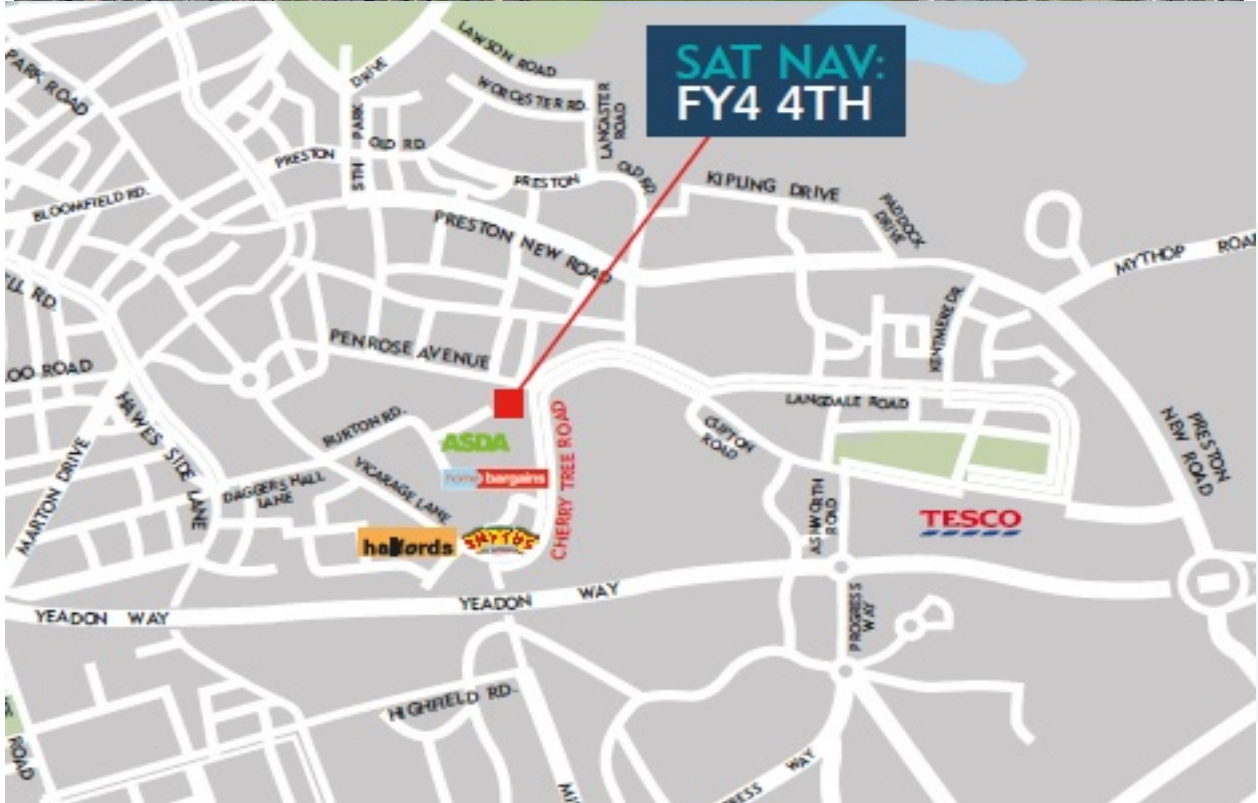 PARK ROAD
LAWSON ROAD
WORCESTER RD.
LANCASTER
ROAD
SAT NAV:
FY4 4TH
DRIVE
STH PARK
PRESTON
OLD RD.
PRESTON
OLD RD.
KIPLING DRIVE
PADDOCK
DRIVE
BLOOMFIELD RD.
PRESTON NEW ROAD
MYTHOP ROAD
RD.
KENTMERE DR.
PENROSE AVENUE
OO ROAD
HAWES SIDE LANE
LANGDALE ROAD
CLIFTON
ROAD
BURTON RD.
ASDA
CHERRY TREE ROAD
PRESTON
NEW ROAD
MARTON DRIVE
DAGGERS HALL
LANE
VICARAGE LANE
home bargains
ASHWORTH
ROAD
TESCO
halfords
SMYTHS
YEADON WAY
YEADON WAY
PROGRESS
WAY
HIGHFIELD RD.
ROAD
ESS WAY